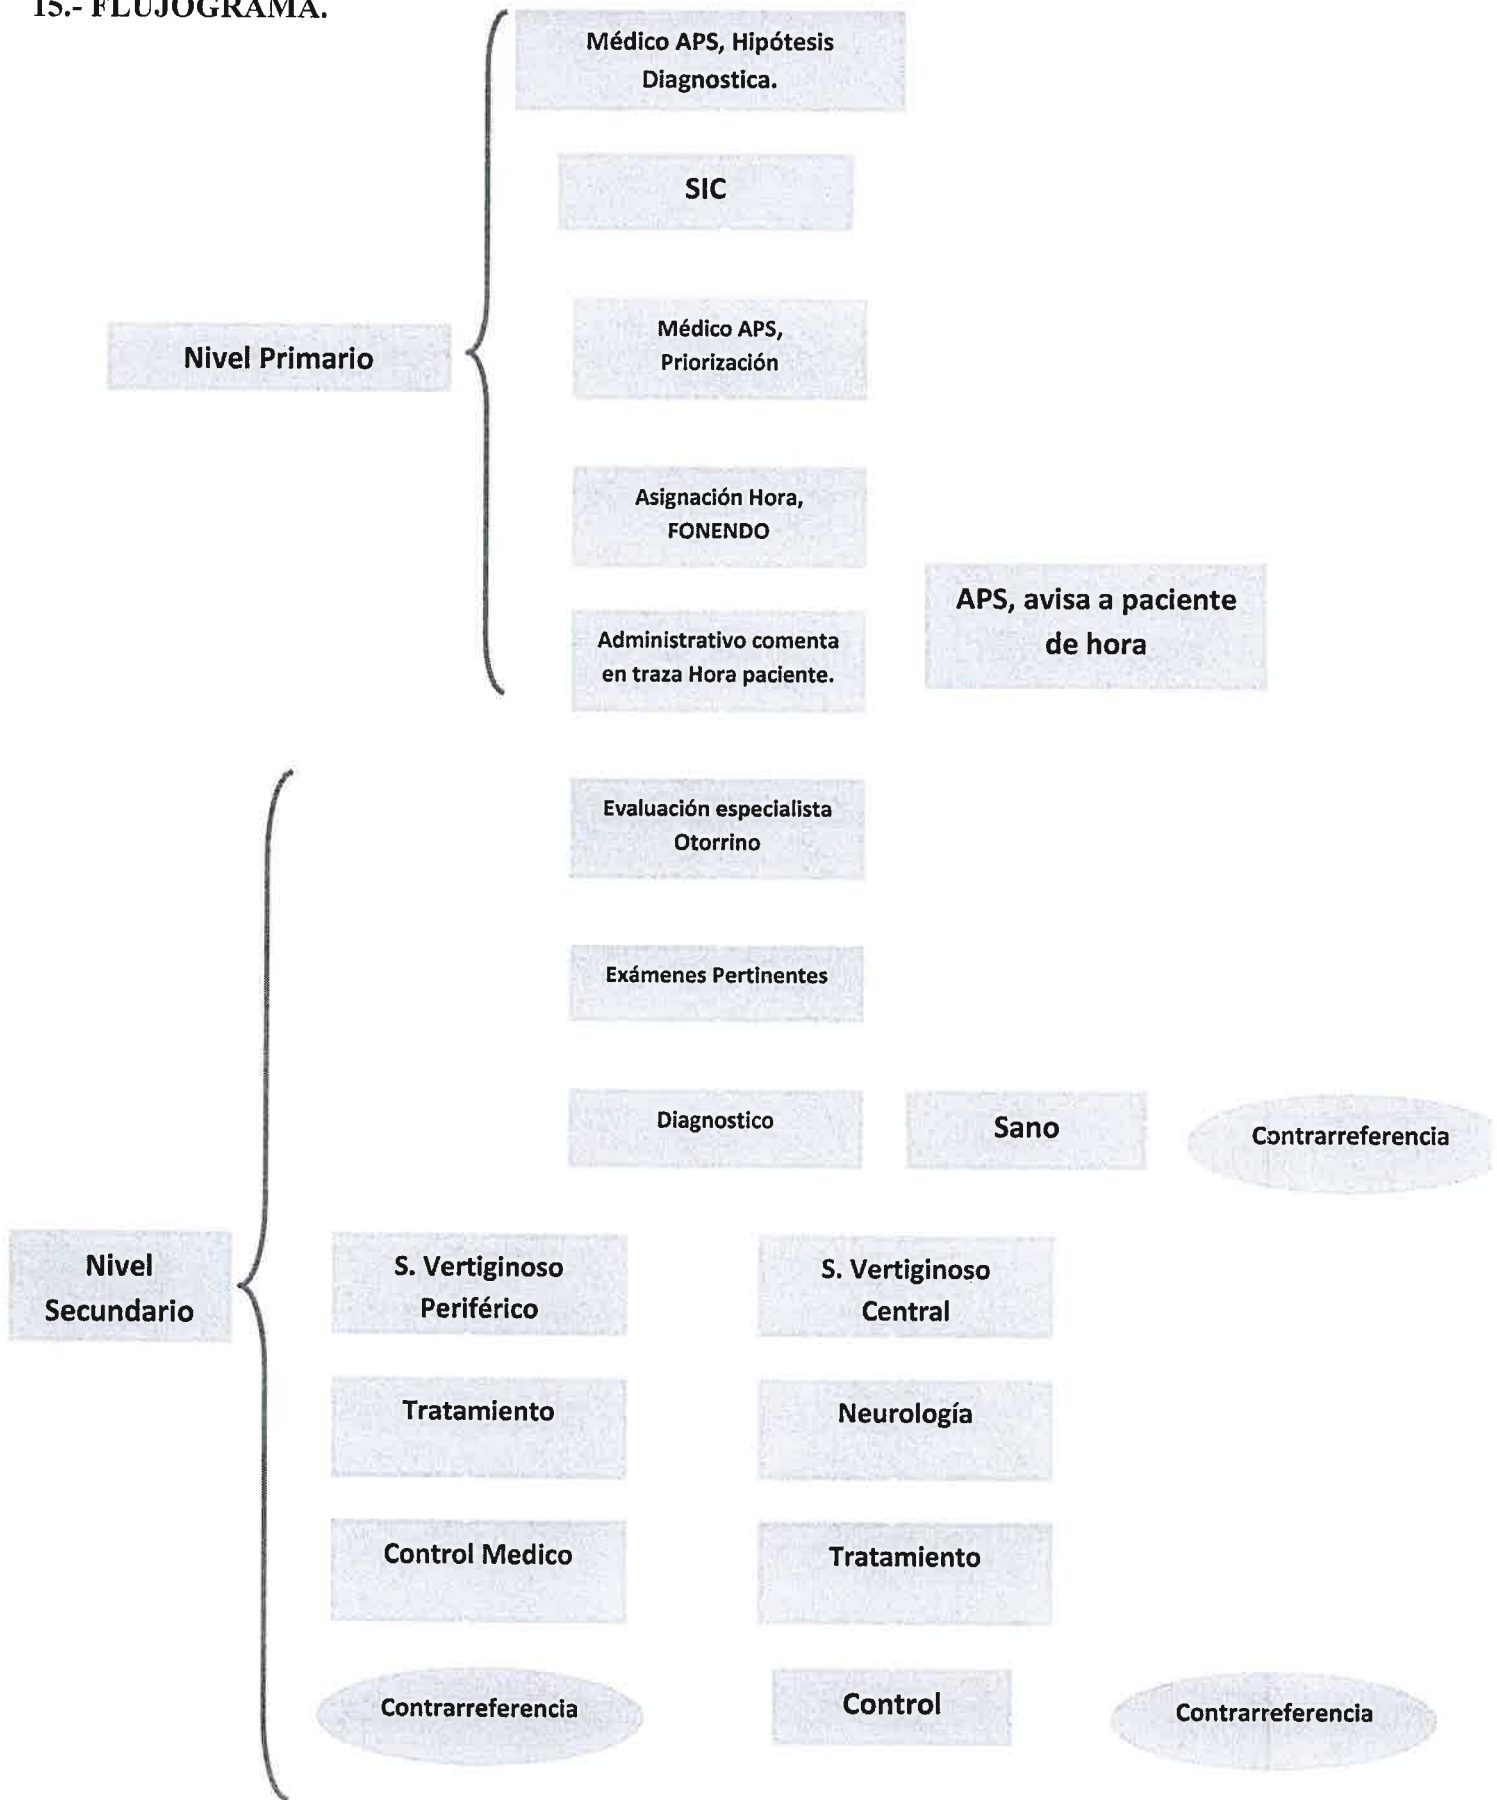 15.- FLUJOGRAMA.
Médico APS, Hipótesis
Diagnostica.
SIC
Nivel Primario
Médico APS,
Priorización
Asignación Hora,
FONENDO
Administrativo comenta
en traza Hora paciente.
APS, avisa a paciente
de hora
Evaluación especialista
Otorrino
Exámenes Pertinentes
Diagnostico
Sano
Contrarreferencia
Nivel
Secundario
S. Vertiginoso
Periférico
S. Vertiginoso
Central
Tratamiento
Neurología
Control Medico
Tratamiento
Contrarreferencia
Control
Contrarreferencia